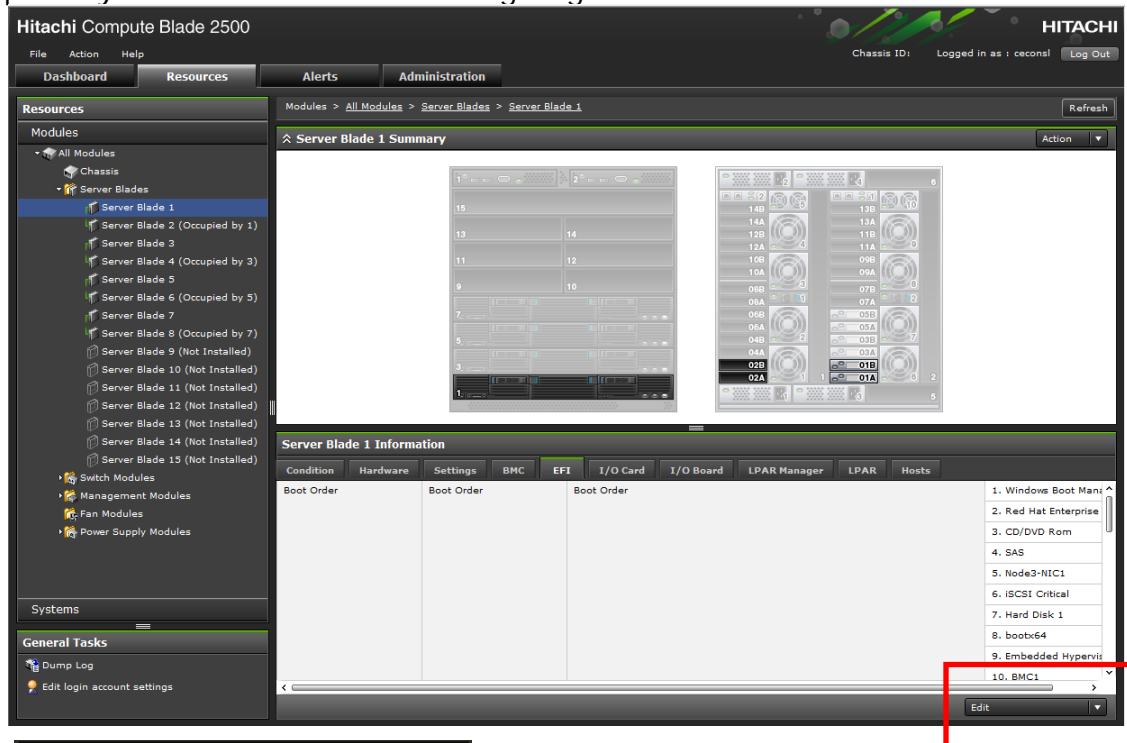 Hitachi Compute Blade 2500
HITACHI
File Action Help
Chassis ID: Logged in as : ceconsl Log Out
Dashboard Resources Alerts Administration
Resources
Modules
All Modules
Chassis
Server Blades
Server Blade 1
Server Blade 2 (Occupied by 1)
Server Blade 3
Server Blade 4 (Occupied by 3)
Server Blade 5
Server Blade 6 (Occupied by 5)
Server Blade 7
Server Blade 8 (Occupied by 7)
Server Blade 9 (Not Installed)
Server Blade 10 (Not Installed)
Server Blade 11 (Not Installed)
Server Blade 12 (Not Installed)
Server Blade 13 (Not Installed)
Server Blade 14 (Not Installed)
Server Blade 15 (Not Installed)
Switch Modules
Management Modules
Fan Modules
Power Supply Modules
Systems
General Tasks
Dump Log
Edit login account settings
Modules > All Modules > Server Blades > Server Blade 1
Refresh
Server Blade 1 Summary
Action
1 2
15
13 14
11 12
9 10
7
5
3
1
2 4 6
14B 13B
14A 13A
12B 11B
12A 11A
10B 09B
10A 09A
08B 07B
08A 07A
06B 05B
06A 05A
04B 03B
04A 03A
02B 01B
02A 01A
1 3 5
Server Blade 1 Information
Condition Hardware Settings BMC EFI I/O Card I/O Board LPAR Manager LPAR Hosts
Boot Order Boot Order Boot Order
1. Windows Boot Mana
2. Red Hat Enterprise
3. CD/DVD Rom
4. SAS
5. Node3-NIC1
6. iSCSI Critical
7. Hard Disk 1
8. bootx64
9. Embedded Hypervis
10. BMC1
Edit